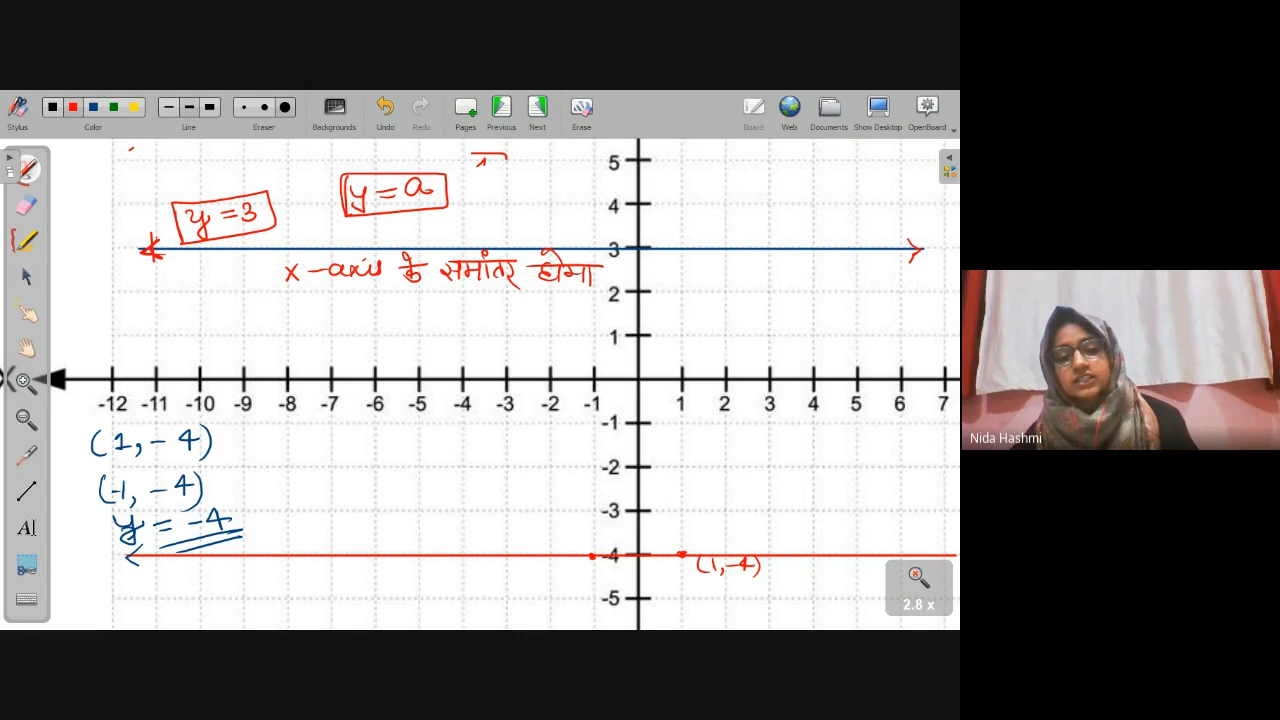 Stylus Color Line Eraser Backgrounds Undo Redo Pages Previous Next Erase Board Web Documents Show Desktop OpenBoard
y = 3
y = a
x-axis के समांतर होगा
5
4
3
2
1
-12 -11 -10 -9 -8 -7 -6 -5 -4 -3 -2 -1 1 2 3 4 5 6 7
-1
-2
-3
-4
-5
(1, -4)
(-1, -4)
y = -4
(1, -4)
2.8 x
Nida Hashmi